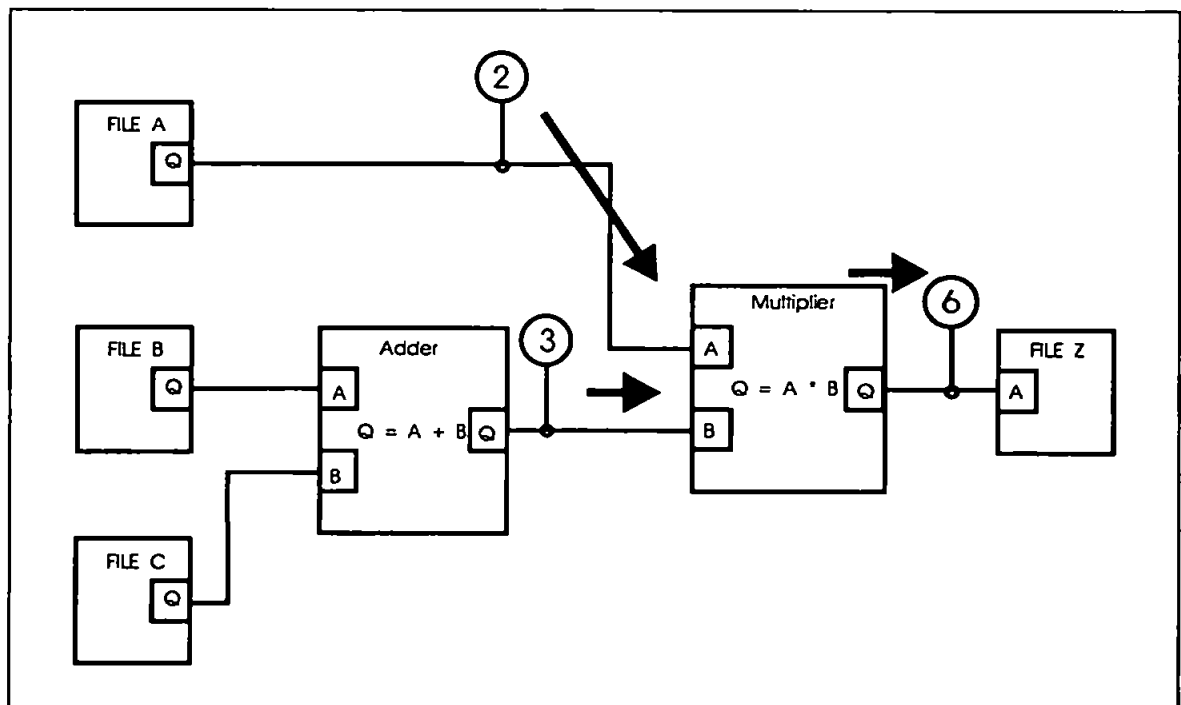 2
FILE A
Q
3
6
Multiplier
A
Q = A * B
Q
B
FILE Z
A
FILE B
Q
Adder
A
Q = A + B
Q
B
FILE C
Q